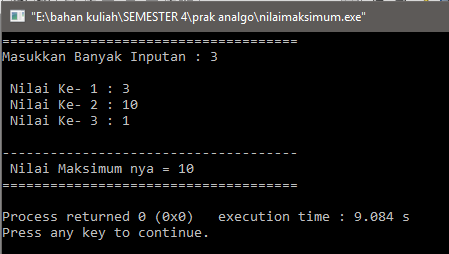 "E:\bahan kuliah\SEMESTER 4\prak analgo\nilaimaksimum.exe"
=====================================
Masukkan Banyak Inputan : 3
Nilai Ke- 1 : 3
Nilai Ke- 2 : 10
Nilai Ke- 3 : 1
-------------------------------------
Nilai Maksimum nya = 10
=====================================
Process returned 0 (0x0)   execution time : 9.084 s
Press any key to continue.